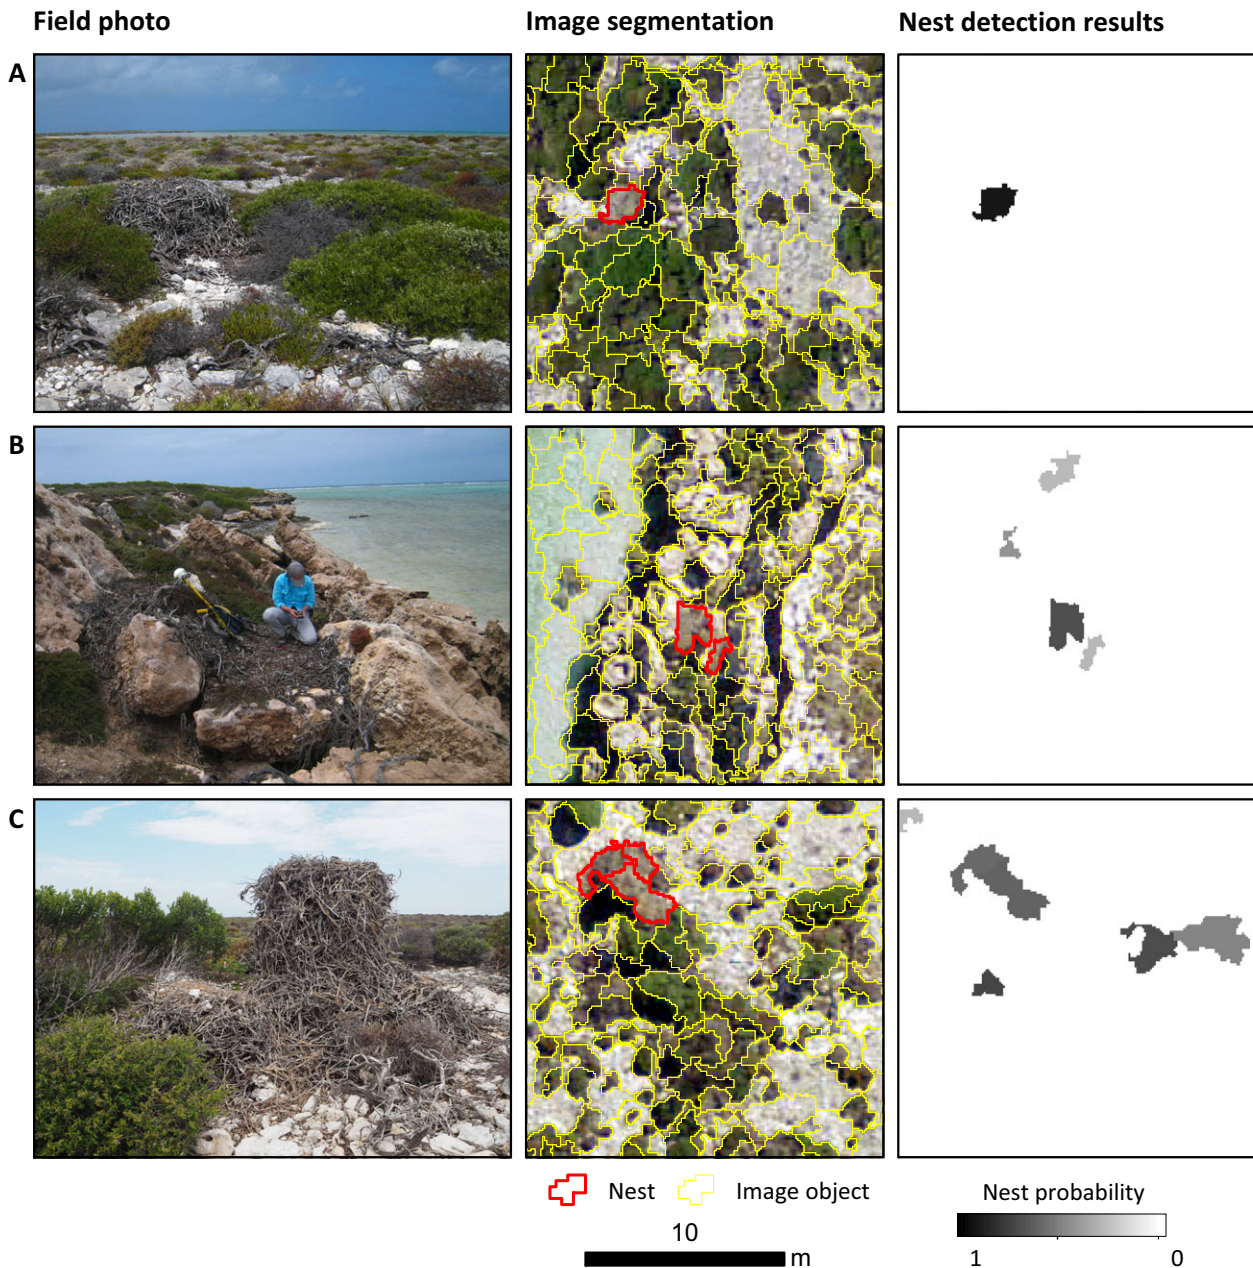 Field photo
Image segmentation
Nest detection results
A
B
C
Nest
Image object
Nest probability
10
m
1
0